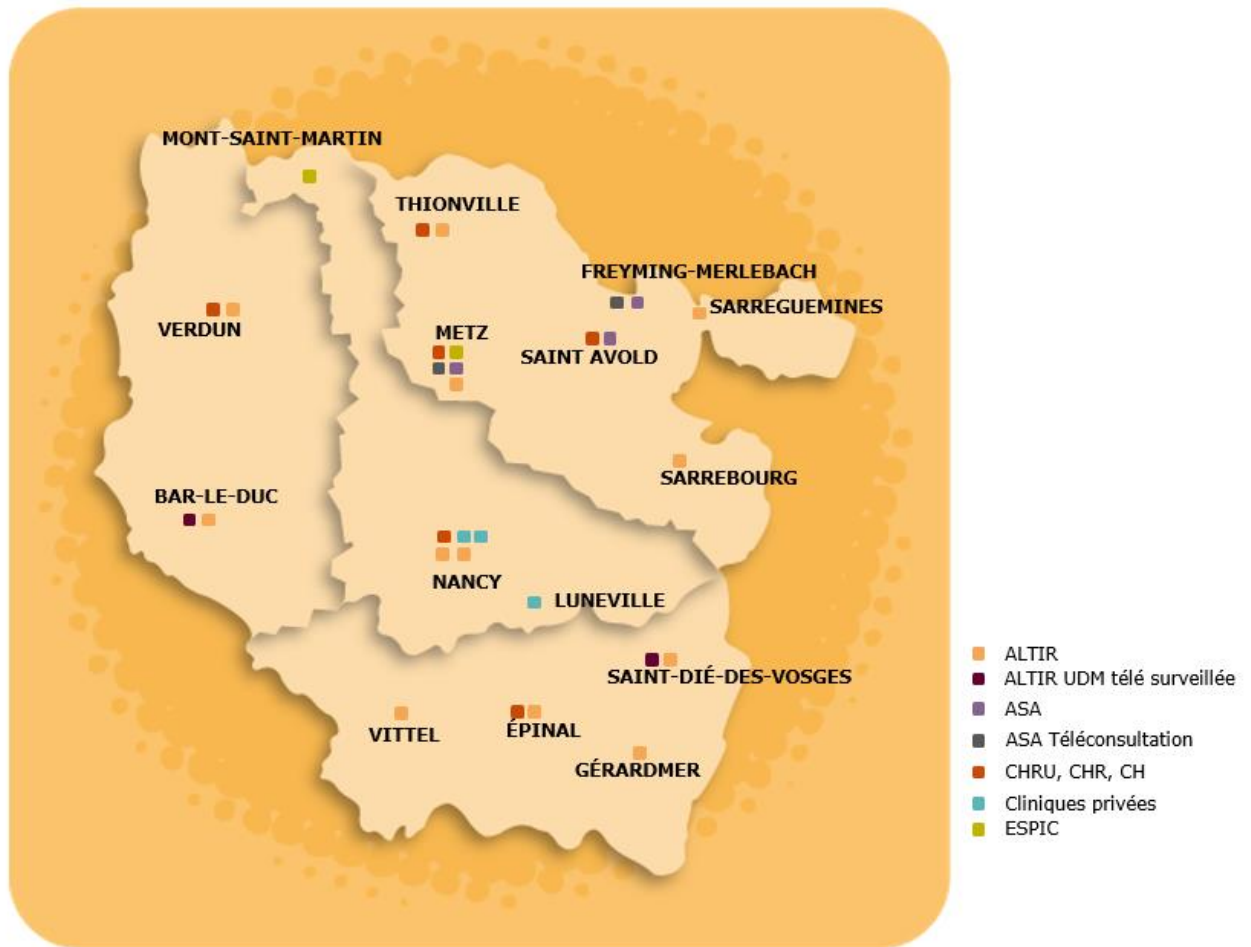 MONT-SAINT-MARTIN
THIONVILLE
FREYMING-MERLEBACH
SARREGUEMINES
VERDUN
METZ
SAINT AVOLD
SARREBOURG
BAR-LE-DUC
NANCY
LUNEVILLE
SAINT-DIÉ-DES-VOSGES
VITTEL
ÉPINAL
GÉRARDMER
ALTIR
ALTIR UDM télé surveillée
ASA
ASA Téléconsultation
CHRU, CHR, CH
Cliniques privées
ESPIC